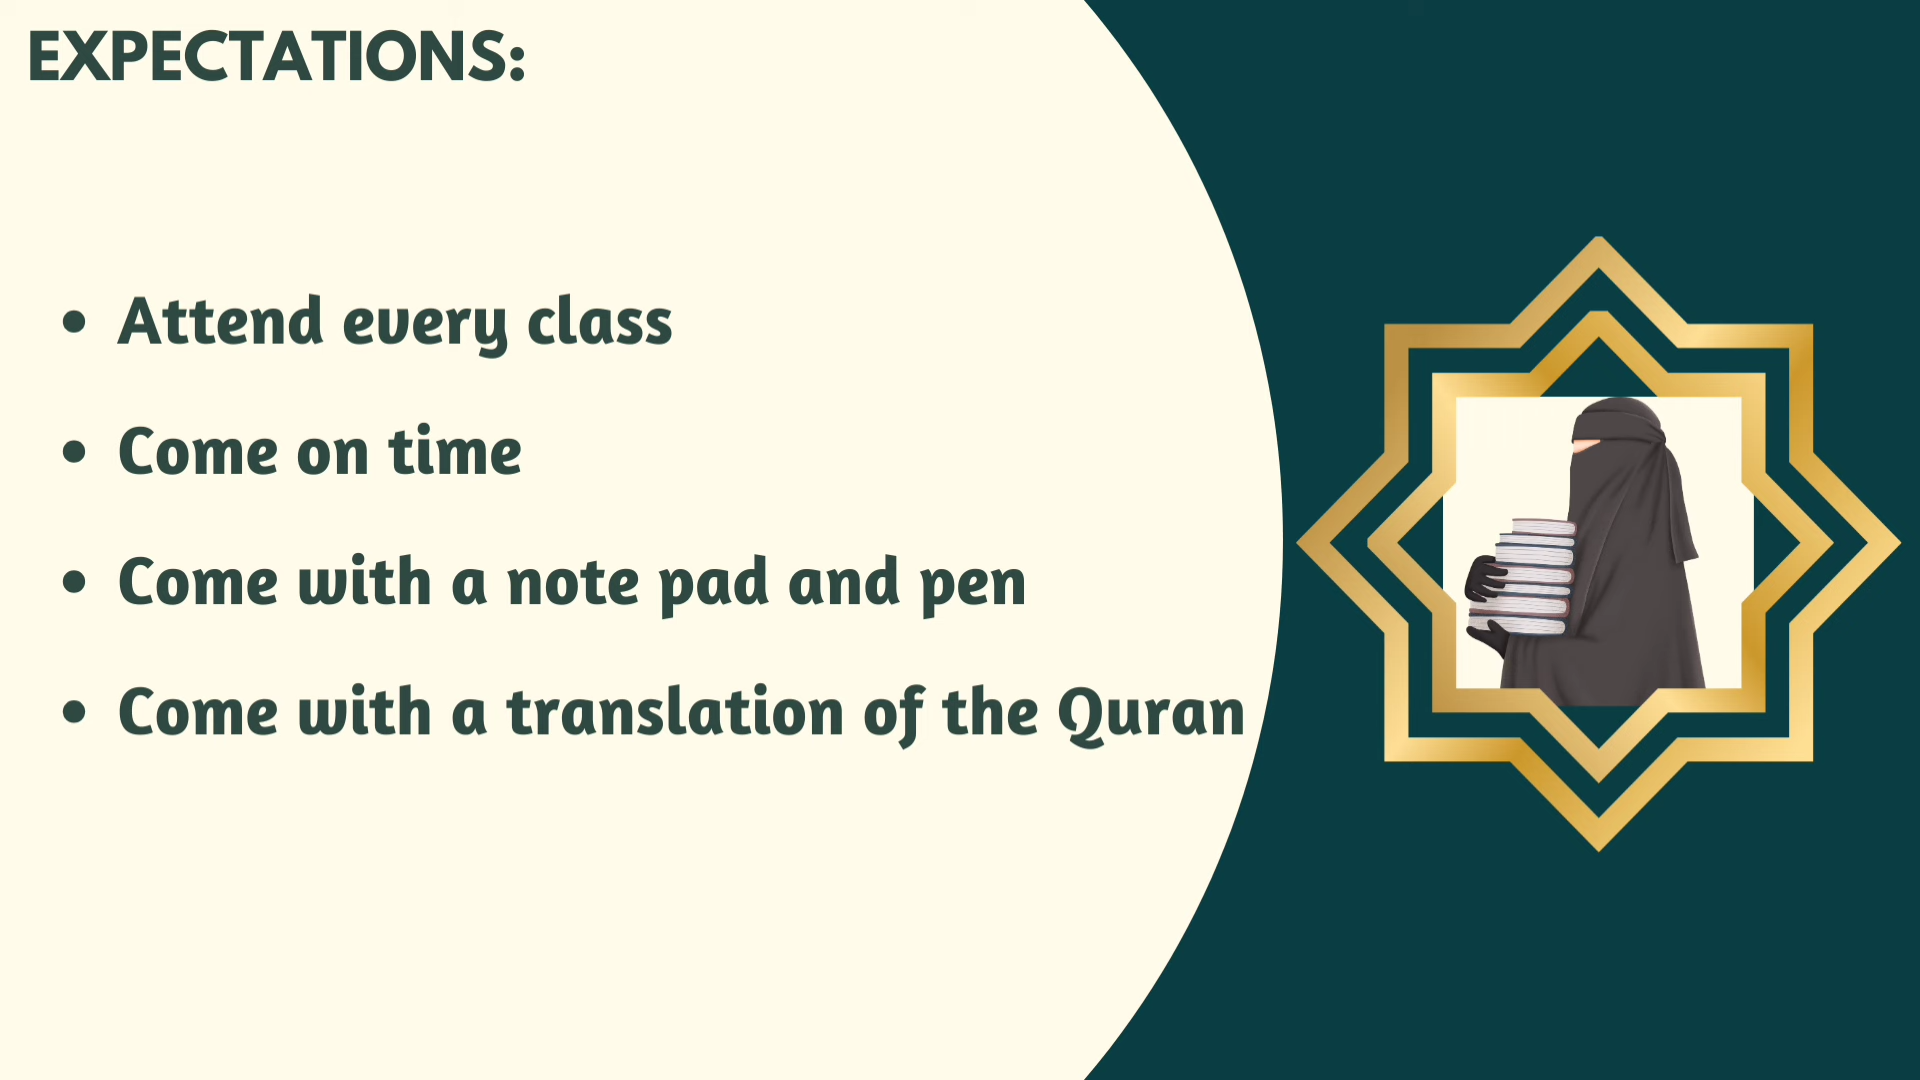 EXPECTATIONS:
• Attend every class
• Come on time
• Come with a note pad and pen
• Come with a translation of the Quran